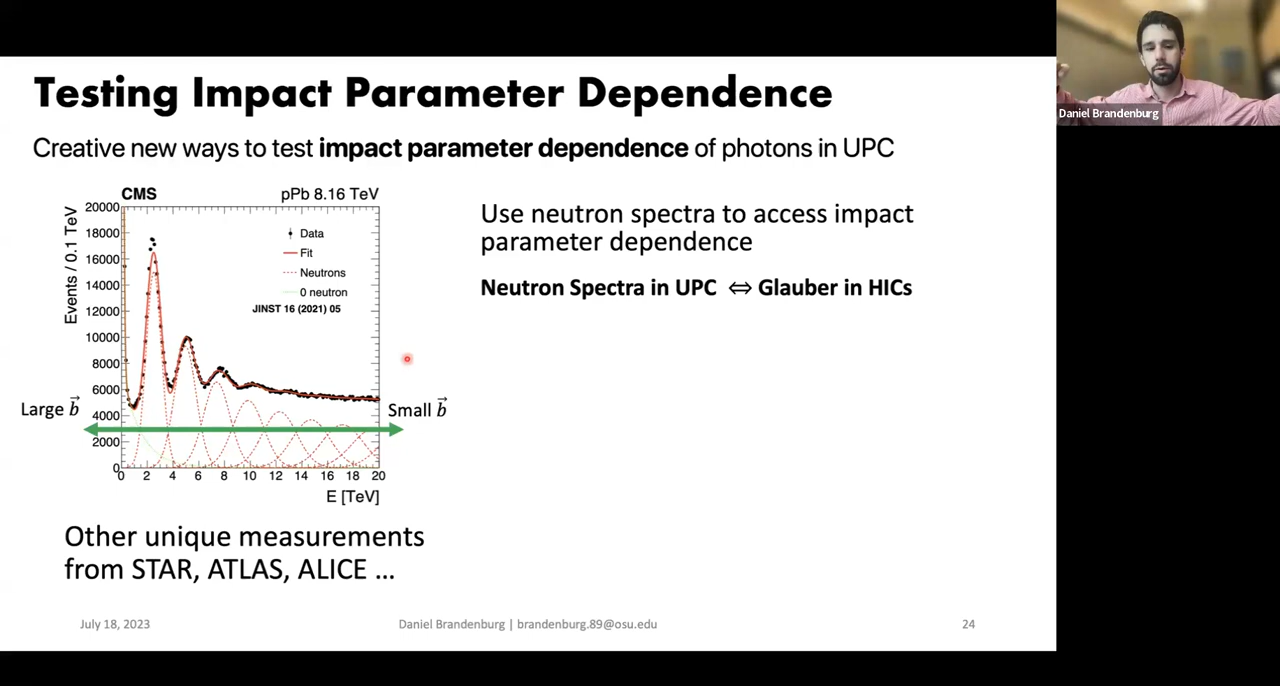 Testing Impact Parameter Dependence
Creative new ways to test impact parameter dependence of photons in UPC
CMS
pPb 8.16 TeV
Events / 0.1 TeV
20000
18000
16000
14000
12000
10000
8000
6000
4000
2000
0
Data
Fit
Neutrons
0 neutron
JINST 16 (2021) 05
Large b⃗
Small b⃗
0 2 4 6 8 10 12 14 16 18 20
E [TeV]
Use neutron spectra to access impact
parameter dependence
Neutron Spectra in UPC ⇔ Glauber in HICs
Other unique measurements
from STAR, ATLAS, ALICE ...
July 18, 2023
Daniel Brandenburg | brandenburg.89@osu.edu
24
Daniel Brandenburg